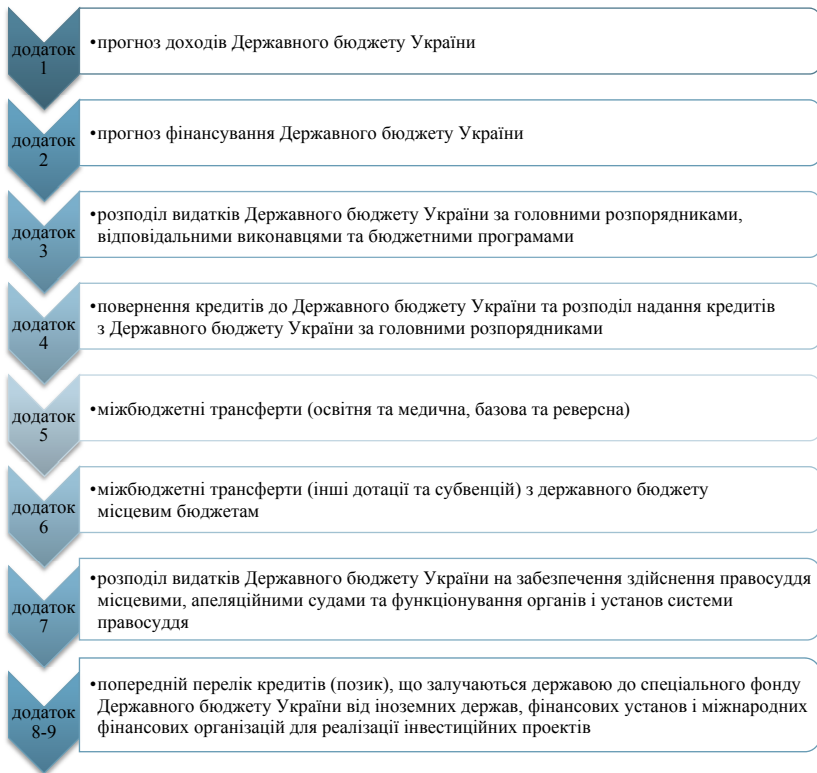 додаток
1
•прогноз доходів Державного бюджету України
додаток
2
•прогноз фінансування Державного бюджету України
додаток
3
•розподіл видатків Державного бюджету України за головними розпорядниками,
відповідальними виконавцями та бюджетними програмами
додаток
4
•повернення кредитів до Державного бюджету України та розподіл надання кредитів
з Державного бюджету України за головними розпорядниками
додаток
5
•міжбюджетні трансферти (освітня та медична, базова та реверсна)
додаток
6
•міжбюджетні трансферти (інші дотації та субвенцій) з державного бюджету
місцевим бюджетам
додаток
7
•розподіл видатків Державного бюджету України на забезпечення здійснення правосуддя
місцевими, апеляційними судами та функціонування органів і установ системи
правосуддя
додаток
8-9
•попередній перелік кредитів (позик), що залучаються державою до спеціального фонду
Державного бюджету України від іноземних держав, фінансових установ і міжнародних
фінансових організацій для реалізації інвестиційних проектів